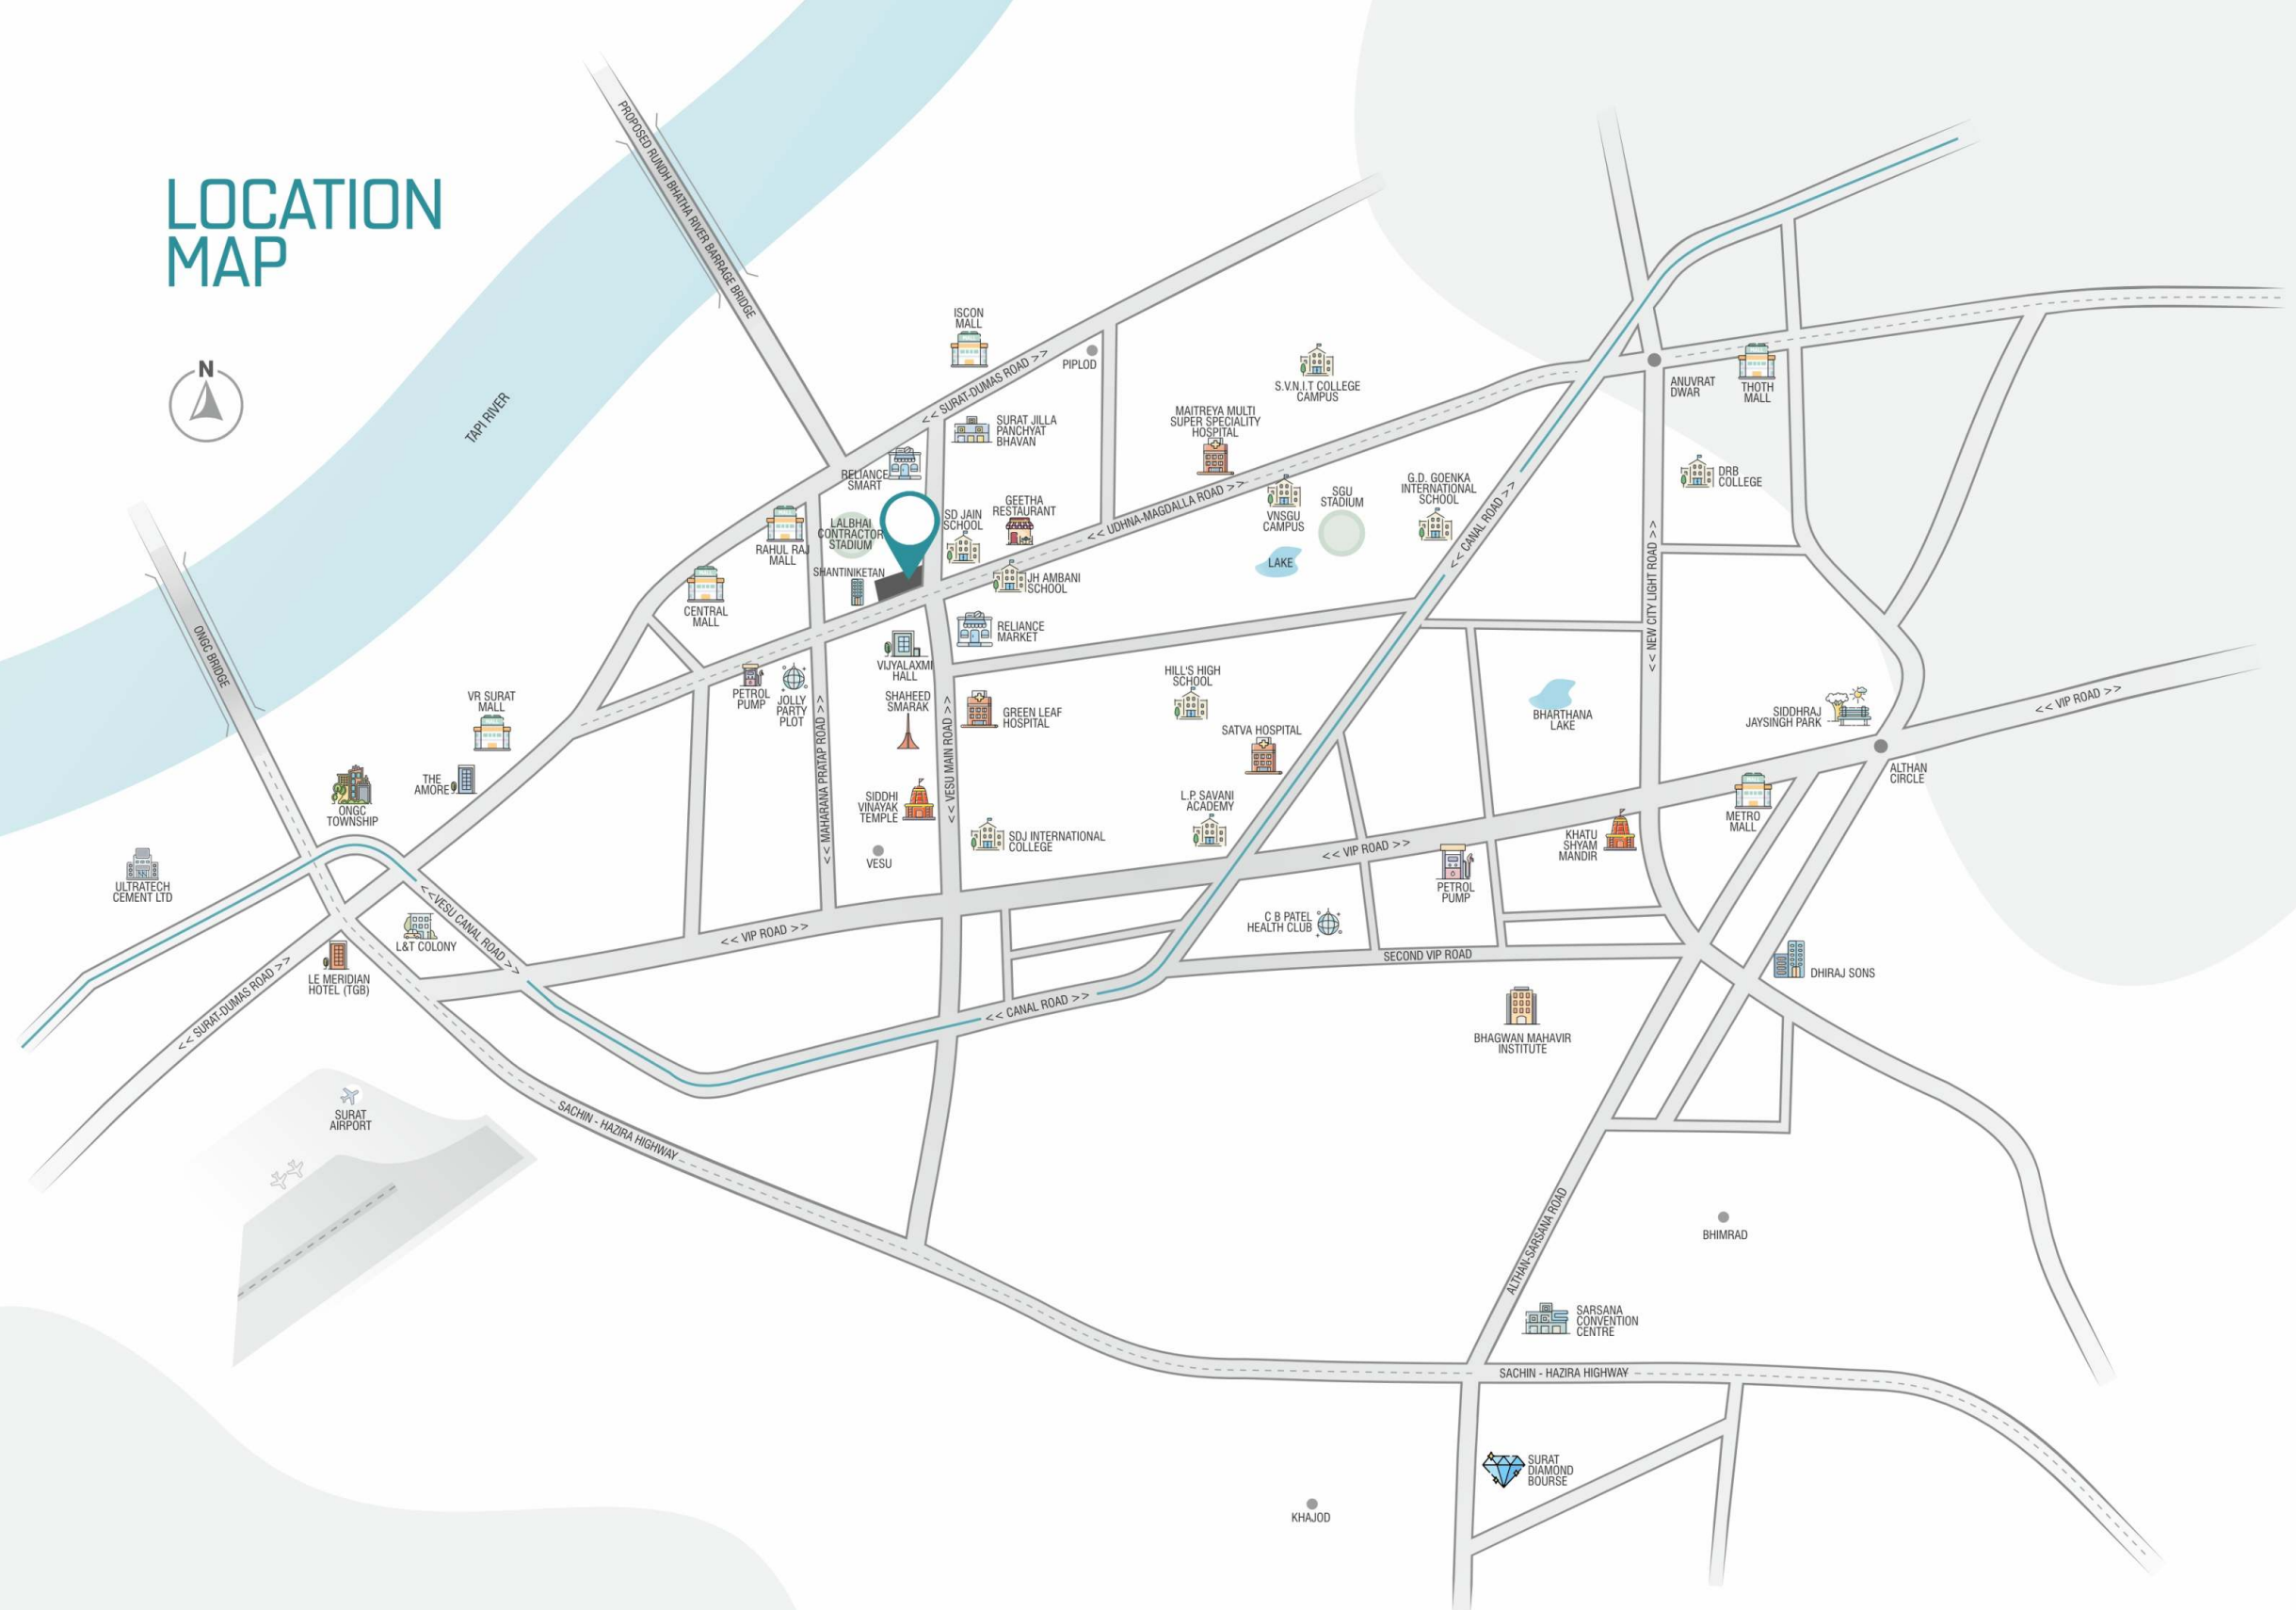 LOCATION
MAP
N
PROPOSED RUNDH BHATHA RIVER BARRAGE BRIDGE
TAPI RIVER
ISCON
MALL
<< SURAT-DUMAS ROAD >>
PIPLOD
S.V.N.I.T COLLEGE
CAMPUS
ANUVRAT
DWAR
THOTH
MALL
SURAT JILLA
PANCHYAT
BHAVAN
MAITREYA MULTI
SUPER SPECIALITY
HOSPITAL
RELIANCE
SMART
DRB
COLLEGE
GEETHA
RESTAURANT
SD JAIN
SCHOOL
LALBHAI
CONTRACTOR
STADIUM
RAHUL RAJ
MALL
<< UDHNA-MAGDALLA ROAD >>
VNSGU
CAMPUS
SGU
STADIUM
G.D. GOENKA
INTERNATIONAL
SCHOOL
<< CANAL ROAD >>
LAKE
SHANTINIKETAN
JH AMBANI
SCHOOL
CENTRAL
MALL
<< NEW CITY LIGHT ROAD >>
RELIANCE
MARKET
ONGC BRIDGE
VIJYALAXMI
HALL
PETROL
PUMP
JOLLY
PARTY
PLOT
SHAHEED
SMARAK
GREEN LEAF
HOSPITAL
HILL'S HIGH
SCHOOL
VR SURAT
MALL
BHARTHANA
LAKE
SIDDHRAJ
JAYSINGH PARK
<< VIP ROAD >>
SATVA HOSPITAL
ALTHAN
CIRCLE
THE
AMORE
ONGC
TOWNSHIP
<< MAHARANA PRATAP ROAD >>
<< VESU MAIN ROAD >>
SIDDHI
VINAYAK
TEMPLE
L.P. SAVANI
ACADEMY
METRO
MALL
SDJ INTERNATIONAL
COLLEGE
KHATU
SHYAM
MANDIR
<< VIP ROAD >>
VESU
ULTRATECH
CEMENT LTD
PETROL
PUMP
<<VESU CANAL ROAD >>
L&T COLONY
<< VIP ROAD >>
C B PATEL
HEALTH CLUB
SECOND VIP ROAD
DHIRAJ SONS
LE MERIDIAN
HOTEL (TGB)
<< SURAT-DUMAS ROAD >>
<< CANAL ROAD >>
BHAGWAN MAHAVIR
INSTITUTE
SURAT
AIRPORT
SACHIN - HAZIRA HIGHWAY
ALTHAN-SARSANA ROAD
BHIMRAD
SARSANA
CONVENTION
CENTRE
SACHIN - HAZIRA HIGHWAY
SURAT
DIAMOND
BOURSE
KHAJOD